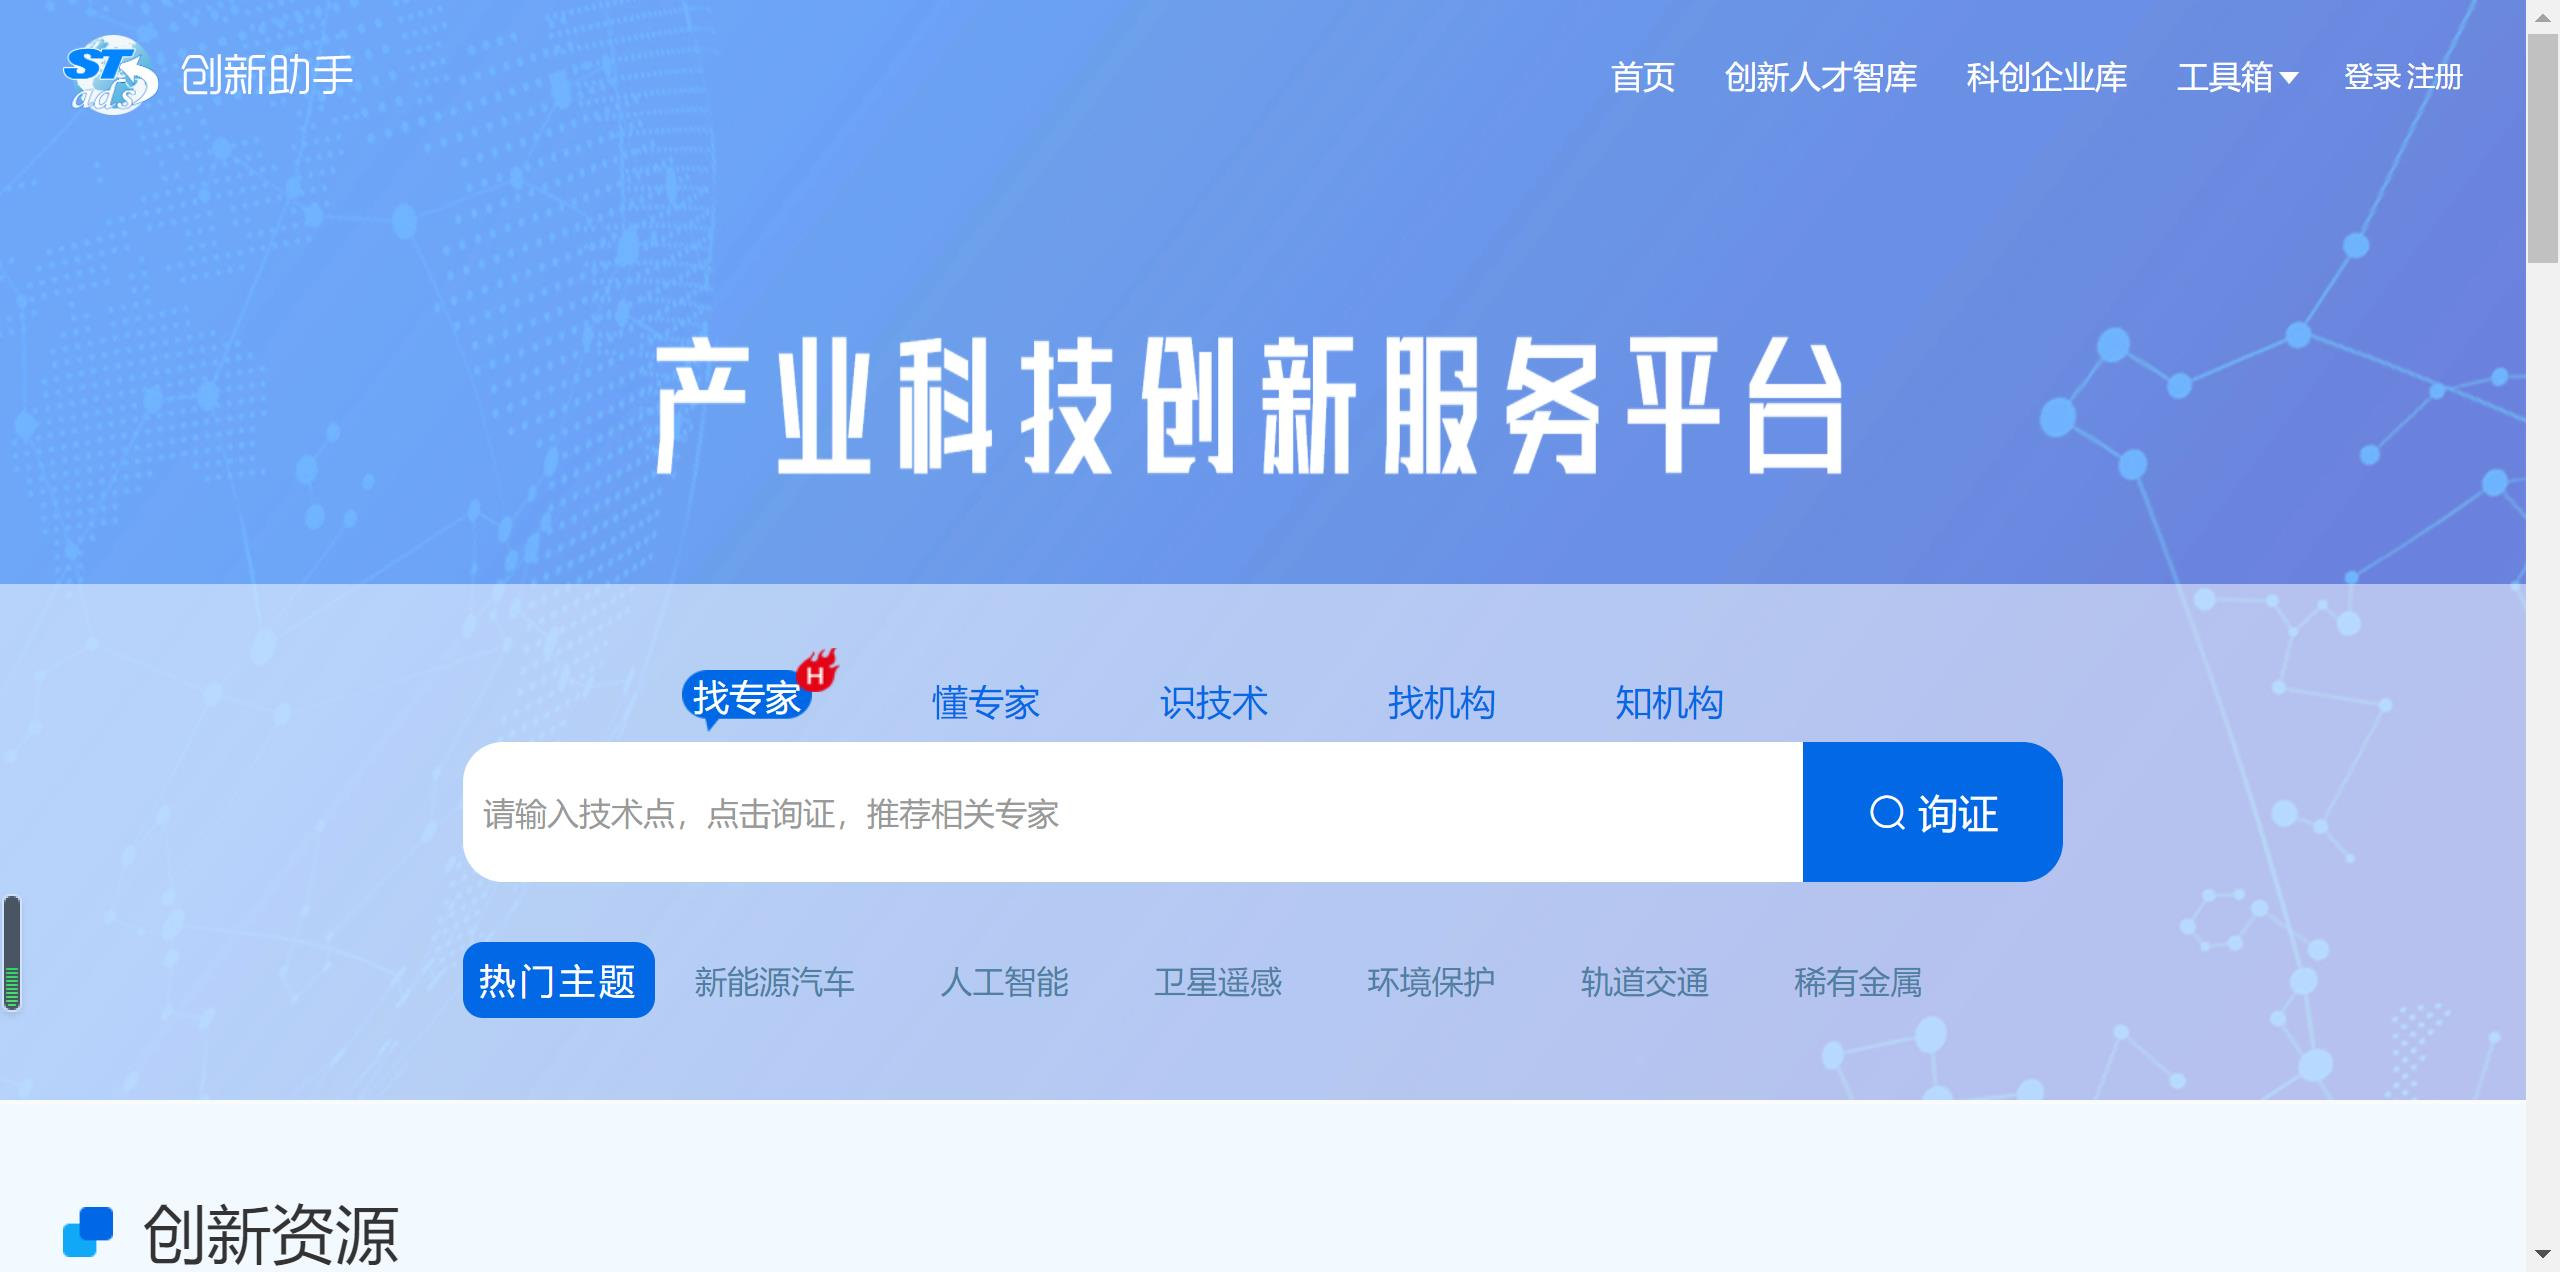 ST ads 创新助手
首页 创新人才智库 科创企业库 工具箱 登录 注册
产业科技创新服务平台
找专家 H 懂专家 识技术 找机构 知机构
请输入技术点，点击询证，推荐相关专家 询证
热门主题 新能源汽车 人工智能 卫星遥感 环境保护 轨道交通 稀有金属
创新资源